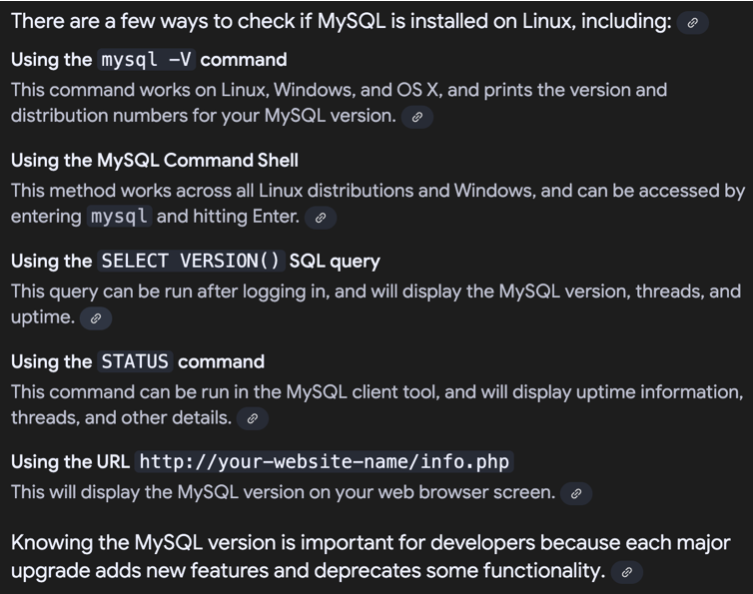 There are a few ways to check if MySQL is installed on Linux, including:
Using the mysql -V command
This command works on Linux, Windows, and OS X, and prints the version and
distribution numbers for your MySQL version.
Using the MySQL Command Shell
This method works across all Linux distributions and Windows, and can be accessed by
entering mysql and hitting Enter.
Using the SELECT VERSION() SQL query
This query can be run after logging in, and will display the MySQL version, threads, and
uptime.
Using the STATUS command
This command can be run in the MySQL client tool, and will display uptime information,
threads, and other details.
Using the URL http://your-website-name/info.php
This will display the MySQL version on your web browser screen.
Knowing the MySQL version is important for developers because each major
upgrade adds new features and deprecates some functionality.